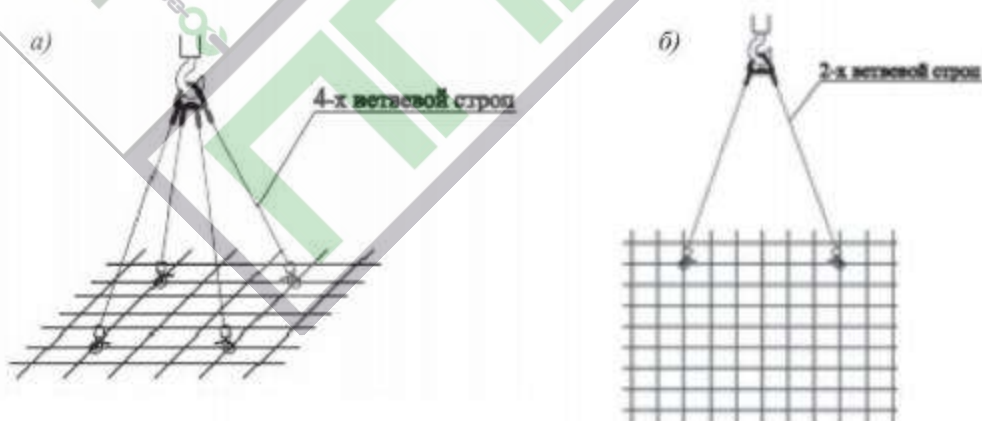 а)
4-х ветвевой строп
б)
2-х ветвевой строп